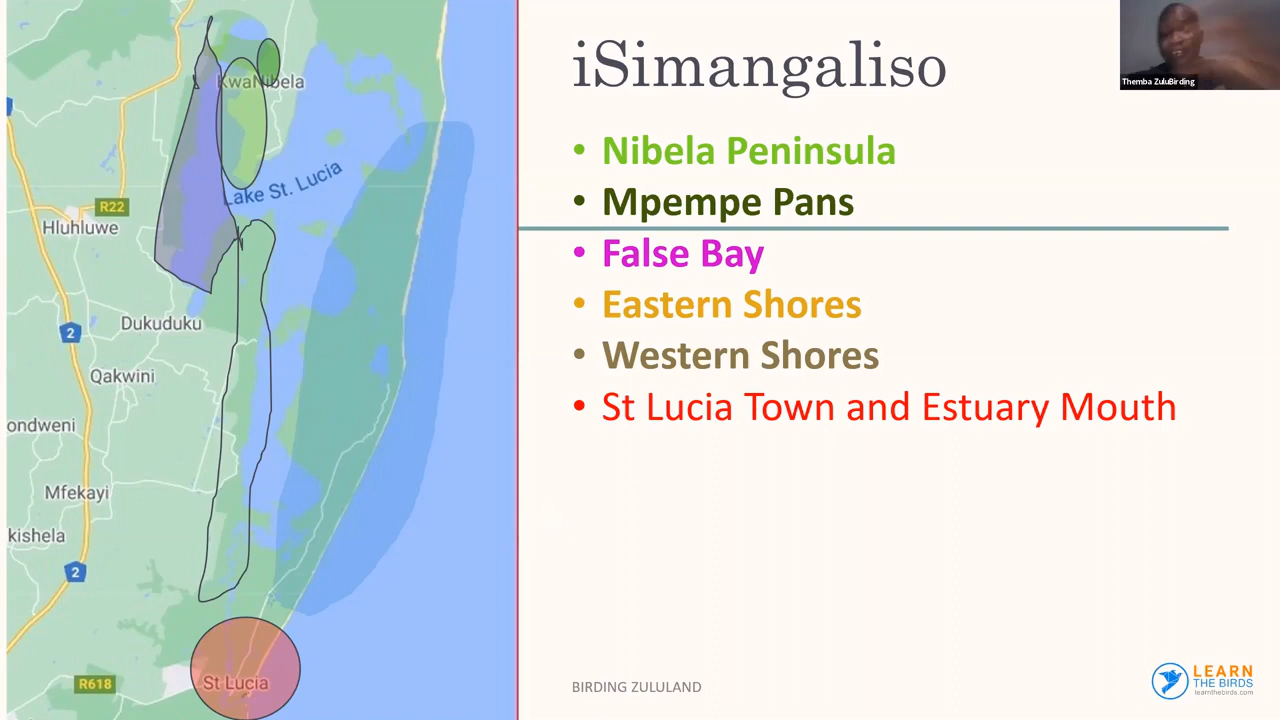 KwaNibela
Lake St. Lucia
R22
Hluhluwe
Dukuduku
2
Qakwini
ondweni
Mfekayi
kishela
2
R618
St Lucia
iSimangaliso
• Nibela Peninsula
• Mpempe Pans
• False Bay
• Eastern Shores
• Western Shores
• St Lucia Town and Estuary Mouth
BIRDING ZULULAND
Themba ZuluBirding
LEARN
THE BIRDS
learnthebirds.com